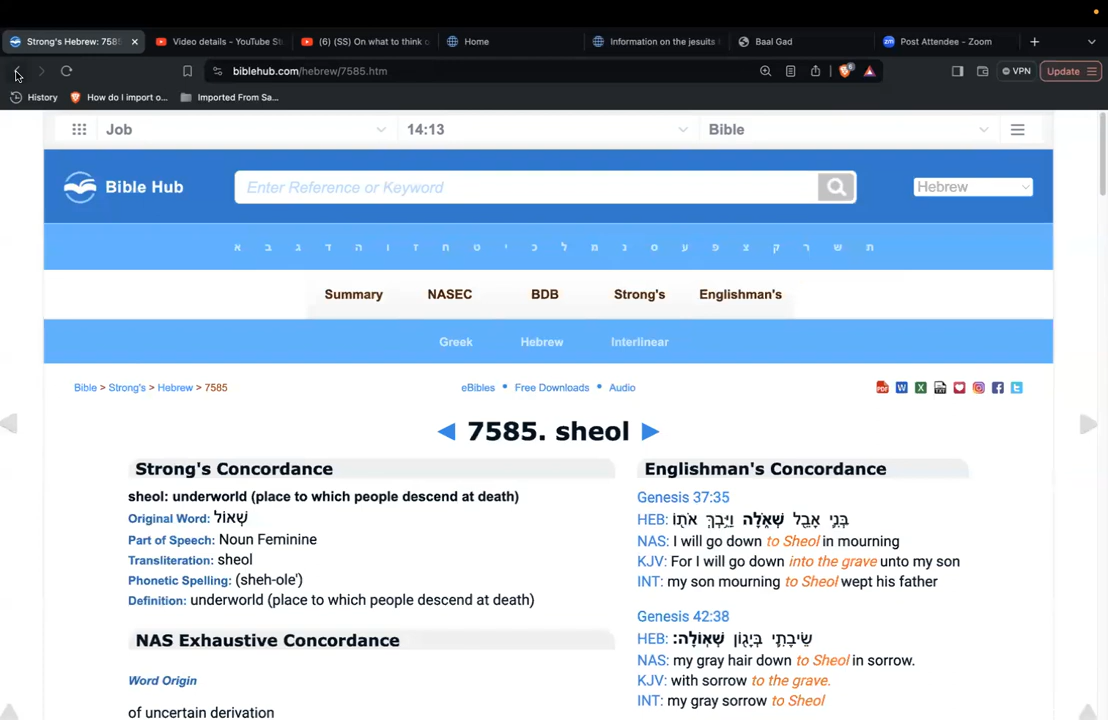 Strong's Hebrew: 758
Video details - YouTube St
(6) (SS) On what to think o
Home
Information on the jesuits
Baal Gad
Post Attendee - Zoom
biblehub.com/hebrew/7585.htm
VPN
Update
History
How do I import o...
Imported From Sa...
Job
14:13
Bible
Bible Hub
Enter Reference or Keyword
Hebrew
א ב ג ד ה ו ז ח ט י כ ל מ נ ס ע פ צ ק ר ש ת
Summary
NASEC
BDB
Strong's
Englishman's
Greek
Hebrew
Interlinear
Bible > Strong's > Hebrew > 7585
eBibles • Free Downloads • Audio
◄ 7585. sheol ►
Strong's Concordance
sheol: underworld (place to which people descend at death)
Original Word: שְׁאוֹל
Part of Speech: Noun Feminine
Transliteration: sheol
Phonetic Spelling: (sheh-ole')
Definition: underworld (place to which people descend at death)
NAS Exhaustive Concordance
Word Origin
of uncertain derivation
Englishman's Concordance
Genesis 37:35
HEB: בְּנִ֛י אָבֵ֖ל שְׁאֹ֑לָה וַיֵּ֥בְךְּ אֹת֖וֹ
NAS: I will go down to Sheol in mourning
KJV: For I will go down into the grave unto my son
INT: my son mourning to Sheol wept his father
Genesis 42:38
HEB: שֵׂיבָתִ֛י בְּיָג֖וֹן שְׁאֽוֹלָה׃
NAS: my gray hair down to Sheol in sorrow.
KJV: with sorrow to the grave.
INT: my gray sorrow to Sheol